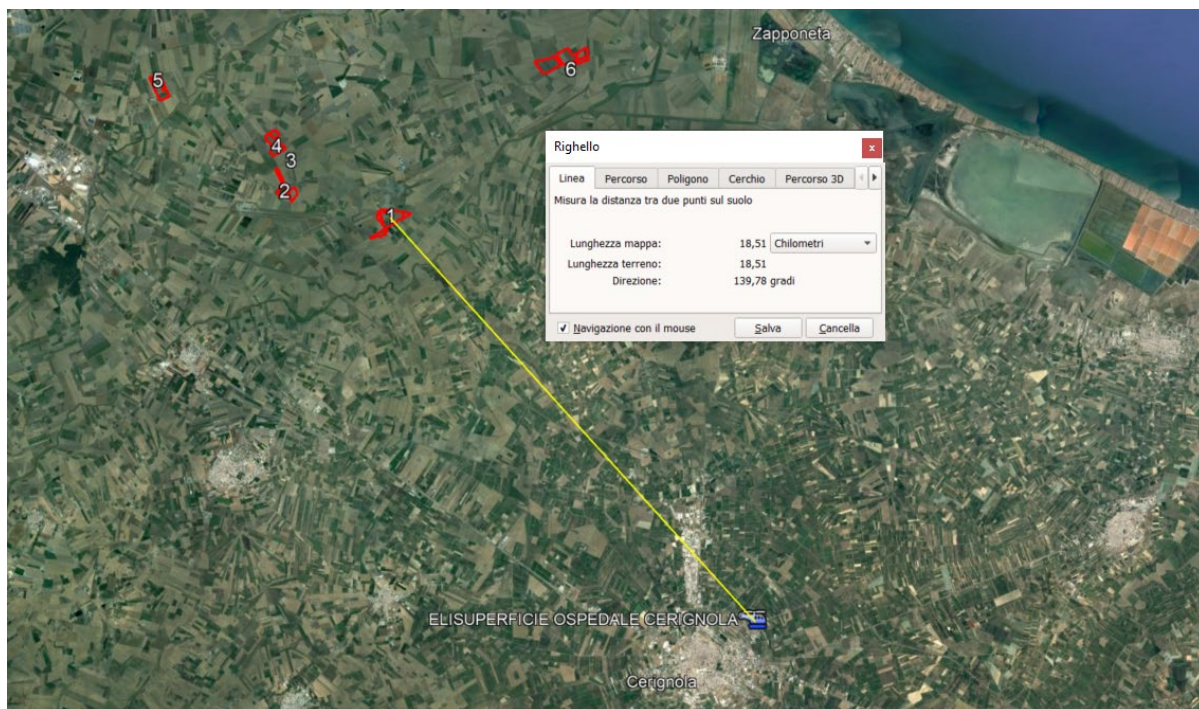 Zapponeta
5
6
4
3
2
1
Righello
x
Linea Percorso Poligono Cerchio Percorso 3D
Misura la distanza tra due punti sul suolo
Lunghezza mappa: 18,51 Chilometri
Lunghezza terreno: 18,51
Direzione: 139,78 gradi
Navigazione con il mouse Salva Cancella
ELISUPERFICIE OSPEDALE CERIGNOLA
Cerignola